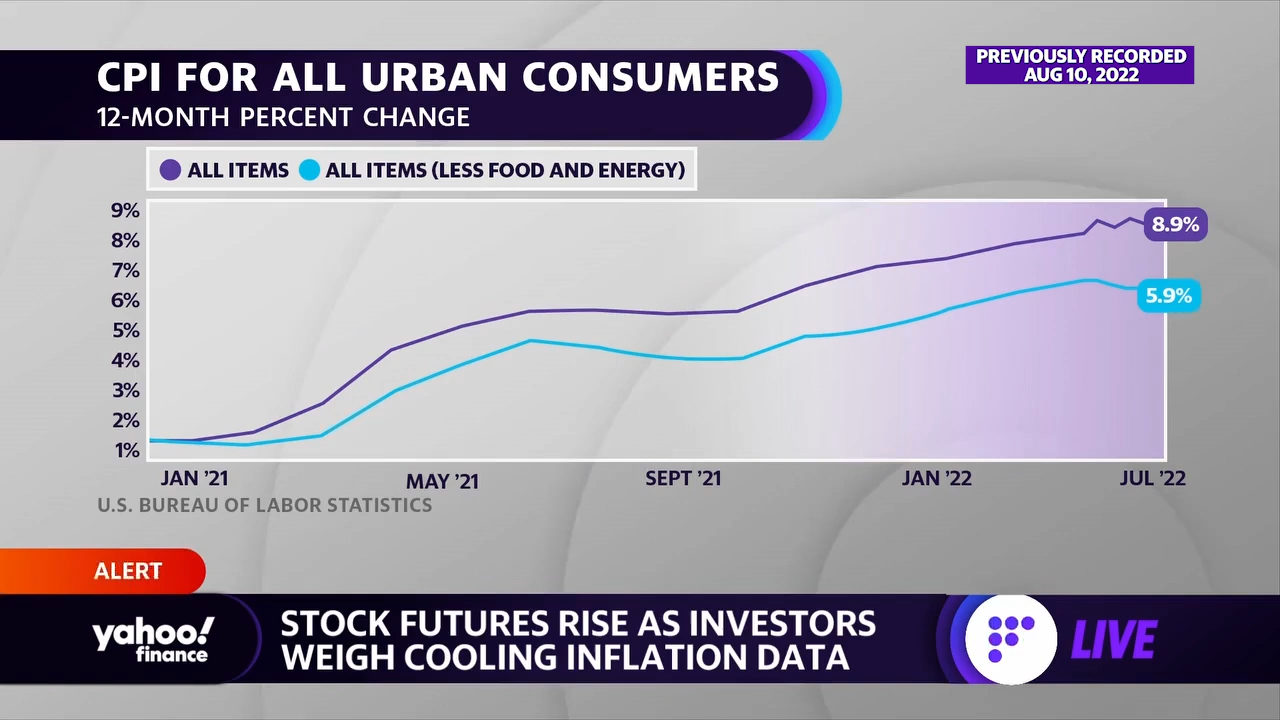 CPI FOR ALL URBAN CONSUMERS
12-MONTH PERCENT CHANGE
PREVIOUSLY RECORDED
AUG 10, 2022
ALL ITEMS
ALL ITEMS (LESS FOOD AND ENERGY)
9%
8%
7%
6%
5%
4%
3%
2%
1%
8.9%
5.9%
JAN ’21
MAY ’21
SEPT ’21
JAN ’22
JUL ’22
U.S. BUREAU OF LABOR STATISTICS
ALERT
yahoo!
finance
STOCK FUTURES RISE AS INVESTORS
WEIGH COOLING INFLATION DATA
LIVE